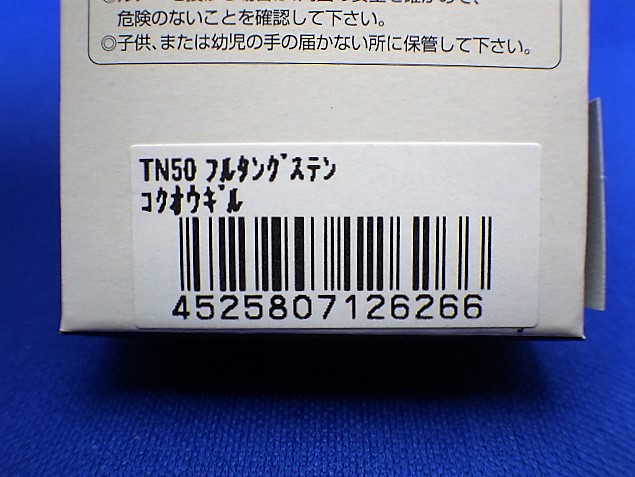 危険のないことを確認して下さい。
◎子供、または幼児の手の届かない所に保管して下さい。
TN50 フルタングステン
コクオウギル
4525807126266